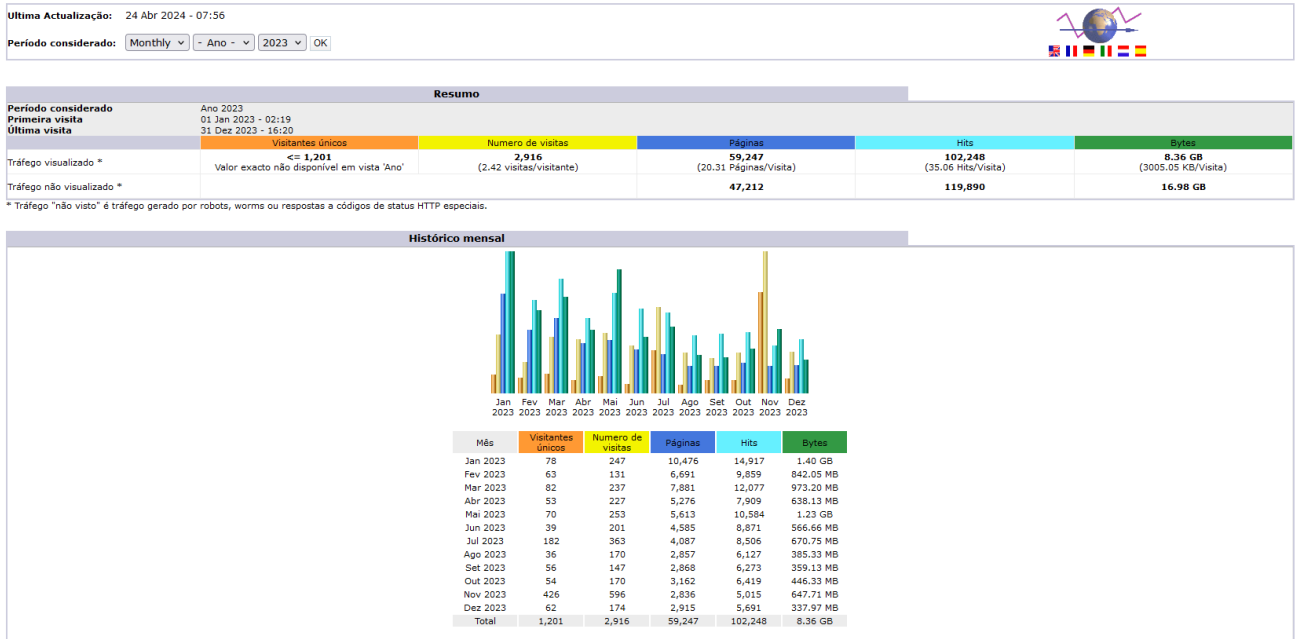 Ultima Actualização: 24 Abr 2024 - 07:56
Período considerado: Monthly - Ano - 2023 OK
Resumo
Período considerado Ano 2023
Primeira visita 01 Jan 2023 - 02:19
Última visita 31 Dez 2023 - 16:20
Visitantes únicos Numero de visitas Páginas Hits Bytes
Tráfego visualizado * <= 1,201 2,916 59,247 102,248 8.36 GB
Valor exacto não disponível em vista 'Ano' (2.42 visitas/visitante) (20.31 Páginas/Visita) (35.06 Hits/Visita) (3005.05 KB/Visita)
Tráfego não visualizado * 47,212 119,890 16.98 GB
* Tráfego "não visto" é tráfego gerado por robots, worms ou respostas a códigos de status HTTP especiais.
Histórico mensal
Jan Fev Mar Abr Mai Jun Jul Ago Set Out Nov Dez
2023 2023 2023 2023 2023 2023 2023 2023 2023 2023 2023 2023
Mês Visitantes únicos Numero de visitas Páginas Hits Bytes
Jan 2023 78 247 10,476 14,917 1.40 GB
Fev 2023 63 131 6,691 9,859 842.05 MB
Mar 2023 82 237 7,881 12,077 973.20 MB
Abr 2023 53 227 5,276 7,909 638.13 MB
Mai 2023 70 253 5,613 10,584 1.23 GB
Jun 2023 39 201 4,585 8,871 566.66 MB
Jul 2023 182 363 4,087 8,506 670.75 MB
Ago 2023 36 170 2,857 6,127 385.33 MB
Set 2023 56 147 2,868 6,273 359.13 MB
Out 2023 54 170 3,162 6,419 446.33 MB
Nov 2023 426 596 2,836 5,015 647.71 MB
Dez 2023 62 174 2,915 5,691 337.97 MB
Total 1,201 2,916 59,247 102,248 8.36 GB